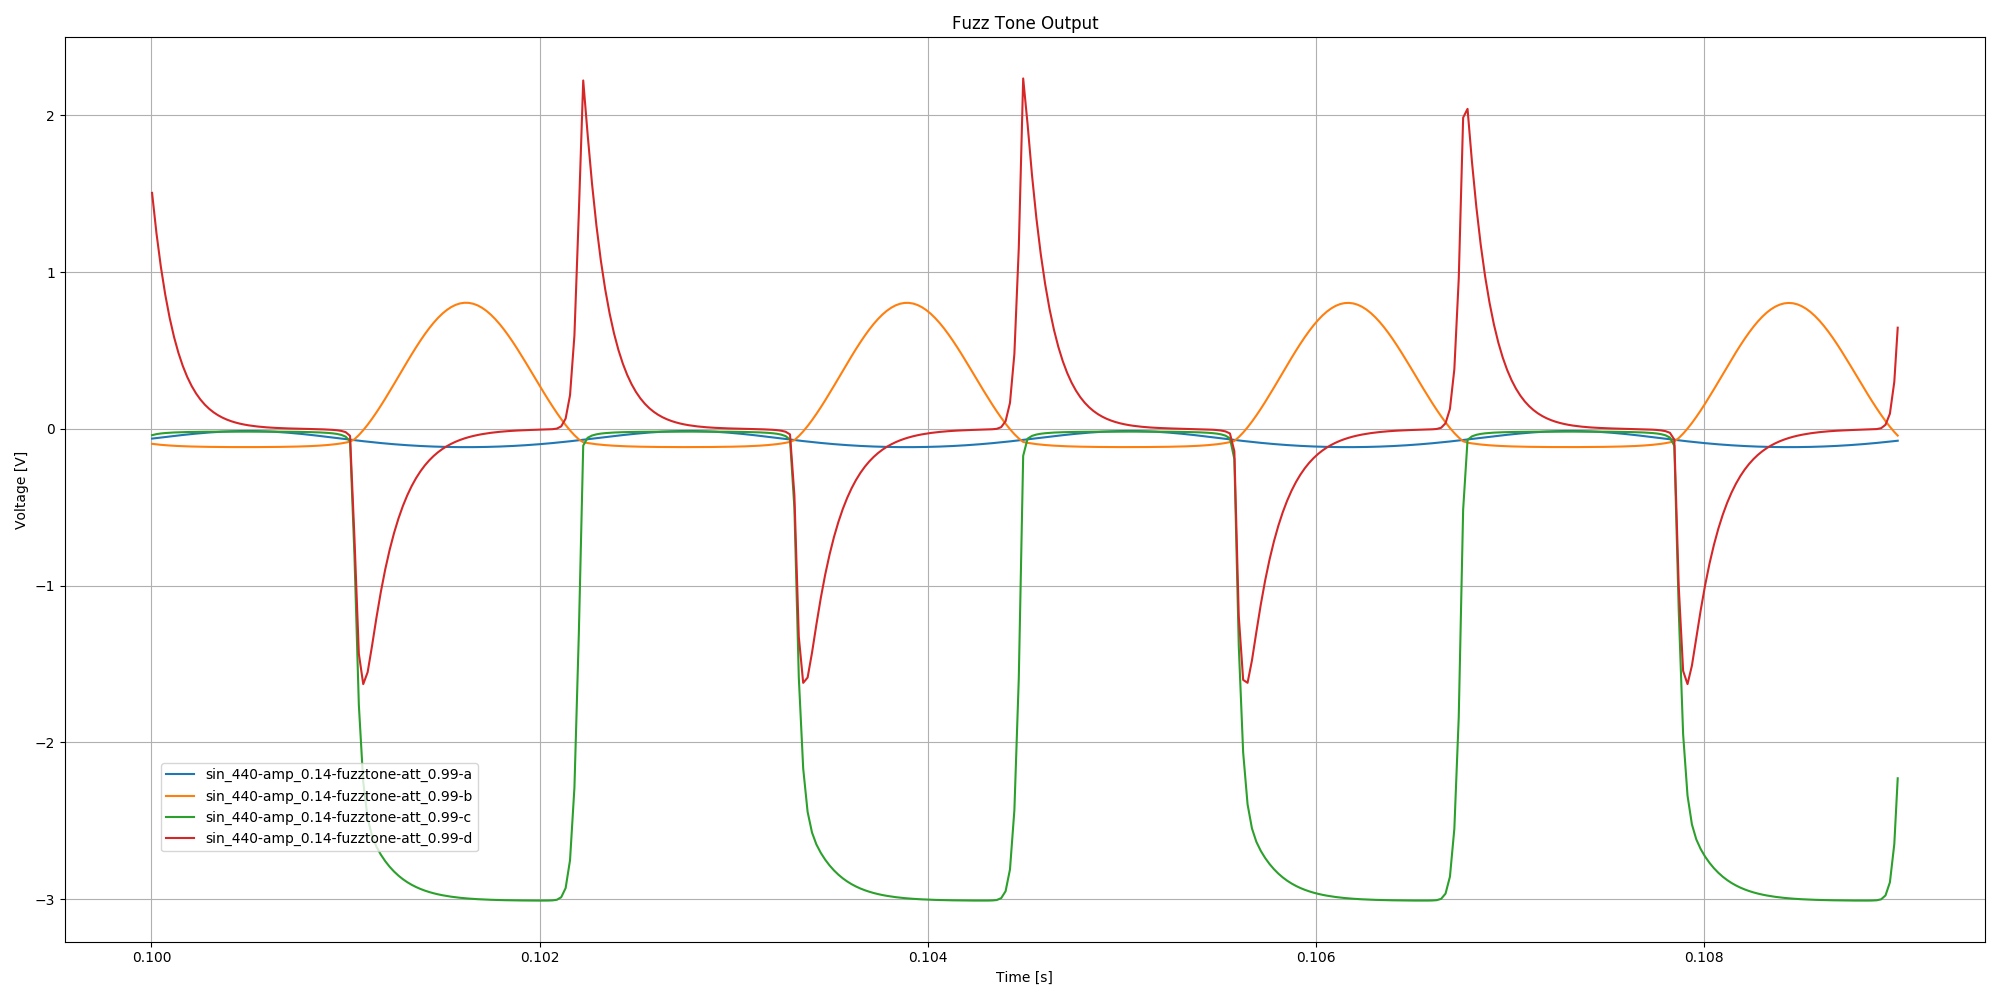 Fuzz Tone Output
Voltage [V]
2
1
0
−1
−2
−3
sin_440-amp_0.14-fuzztone-att_0.99-a
sin_440-amp_0.14-fuzztone-att_0.99-b
sin_440-amp_0.14-fuzztone-att_0.99-c
sin_440-amp_0.14-fuzztone-att_0.99-d
0.100 0.102 0.104 0.106 0.108
Time [s]